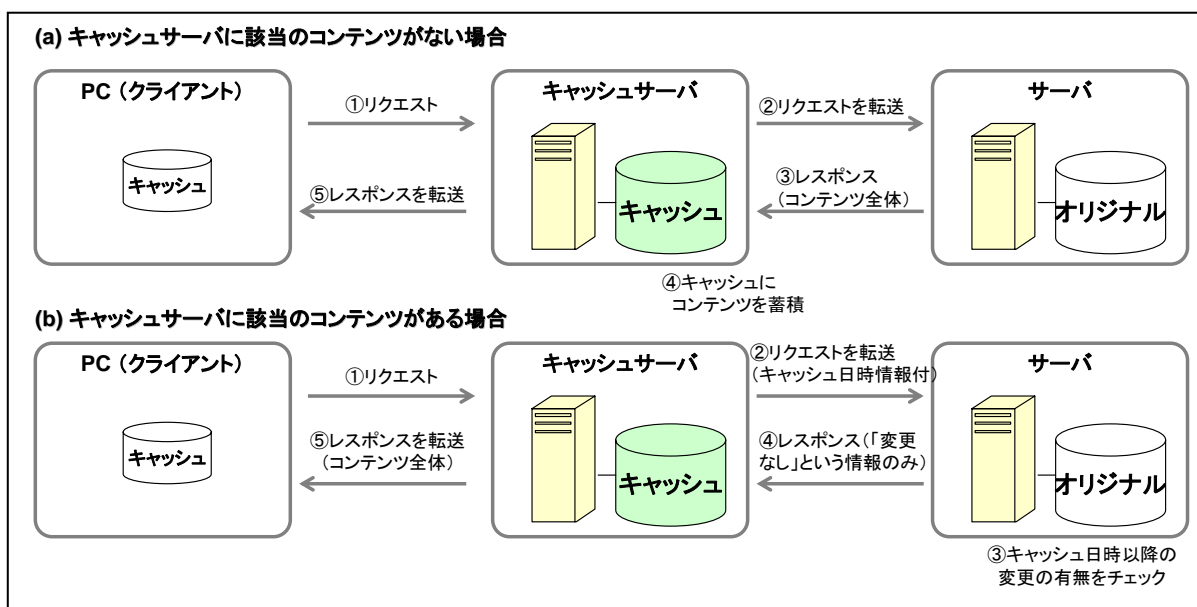 (a) キャッシュサーバに該当のコンテンツがない場合
PC (クライアント)
キャッシュサーバ
サーバ
①リクエスト
②リクエストを転送
キャッシュ
キャッシュ
オリジナル
③レスポンス
(コンテンツ全体)
⑤レスポンスを転送
④キャッシュに
コンテンツを蓄積
(b) キャッシュサーバに該当のコンテンツがある場合
PC (クライアント)
キャッシュサーバ
サーバ
①リクエスト
②リクエストを転送
(キャッシュ日時情報付)
キャッシュ
キャッシュ
オリジナル
④レスポンス(「変更
なし」という情報のみ)
⑤レスポンスを転送
(コンテンツ全体)
③キャッシュ日時以降の
変更の有無をチェック